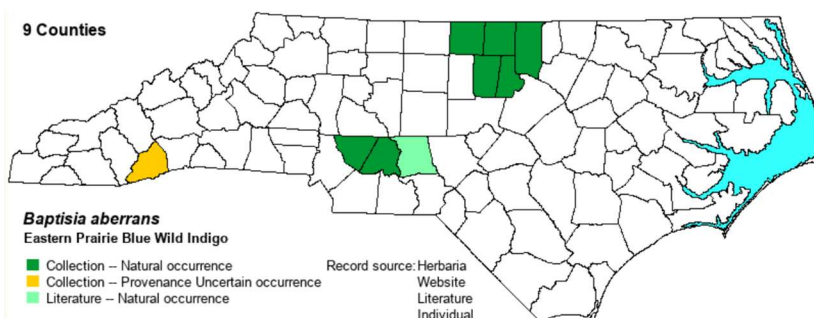 9 Counties
Baptisia aberrans
Eastern Prairie Blue Wild Indigo
Collection -- Natural occurrence
Collection -- Provenance Uncertain occurrence
Literature -- Natural occurrence
Record source: Herbaria
Website
Literature
Individual